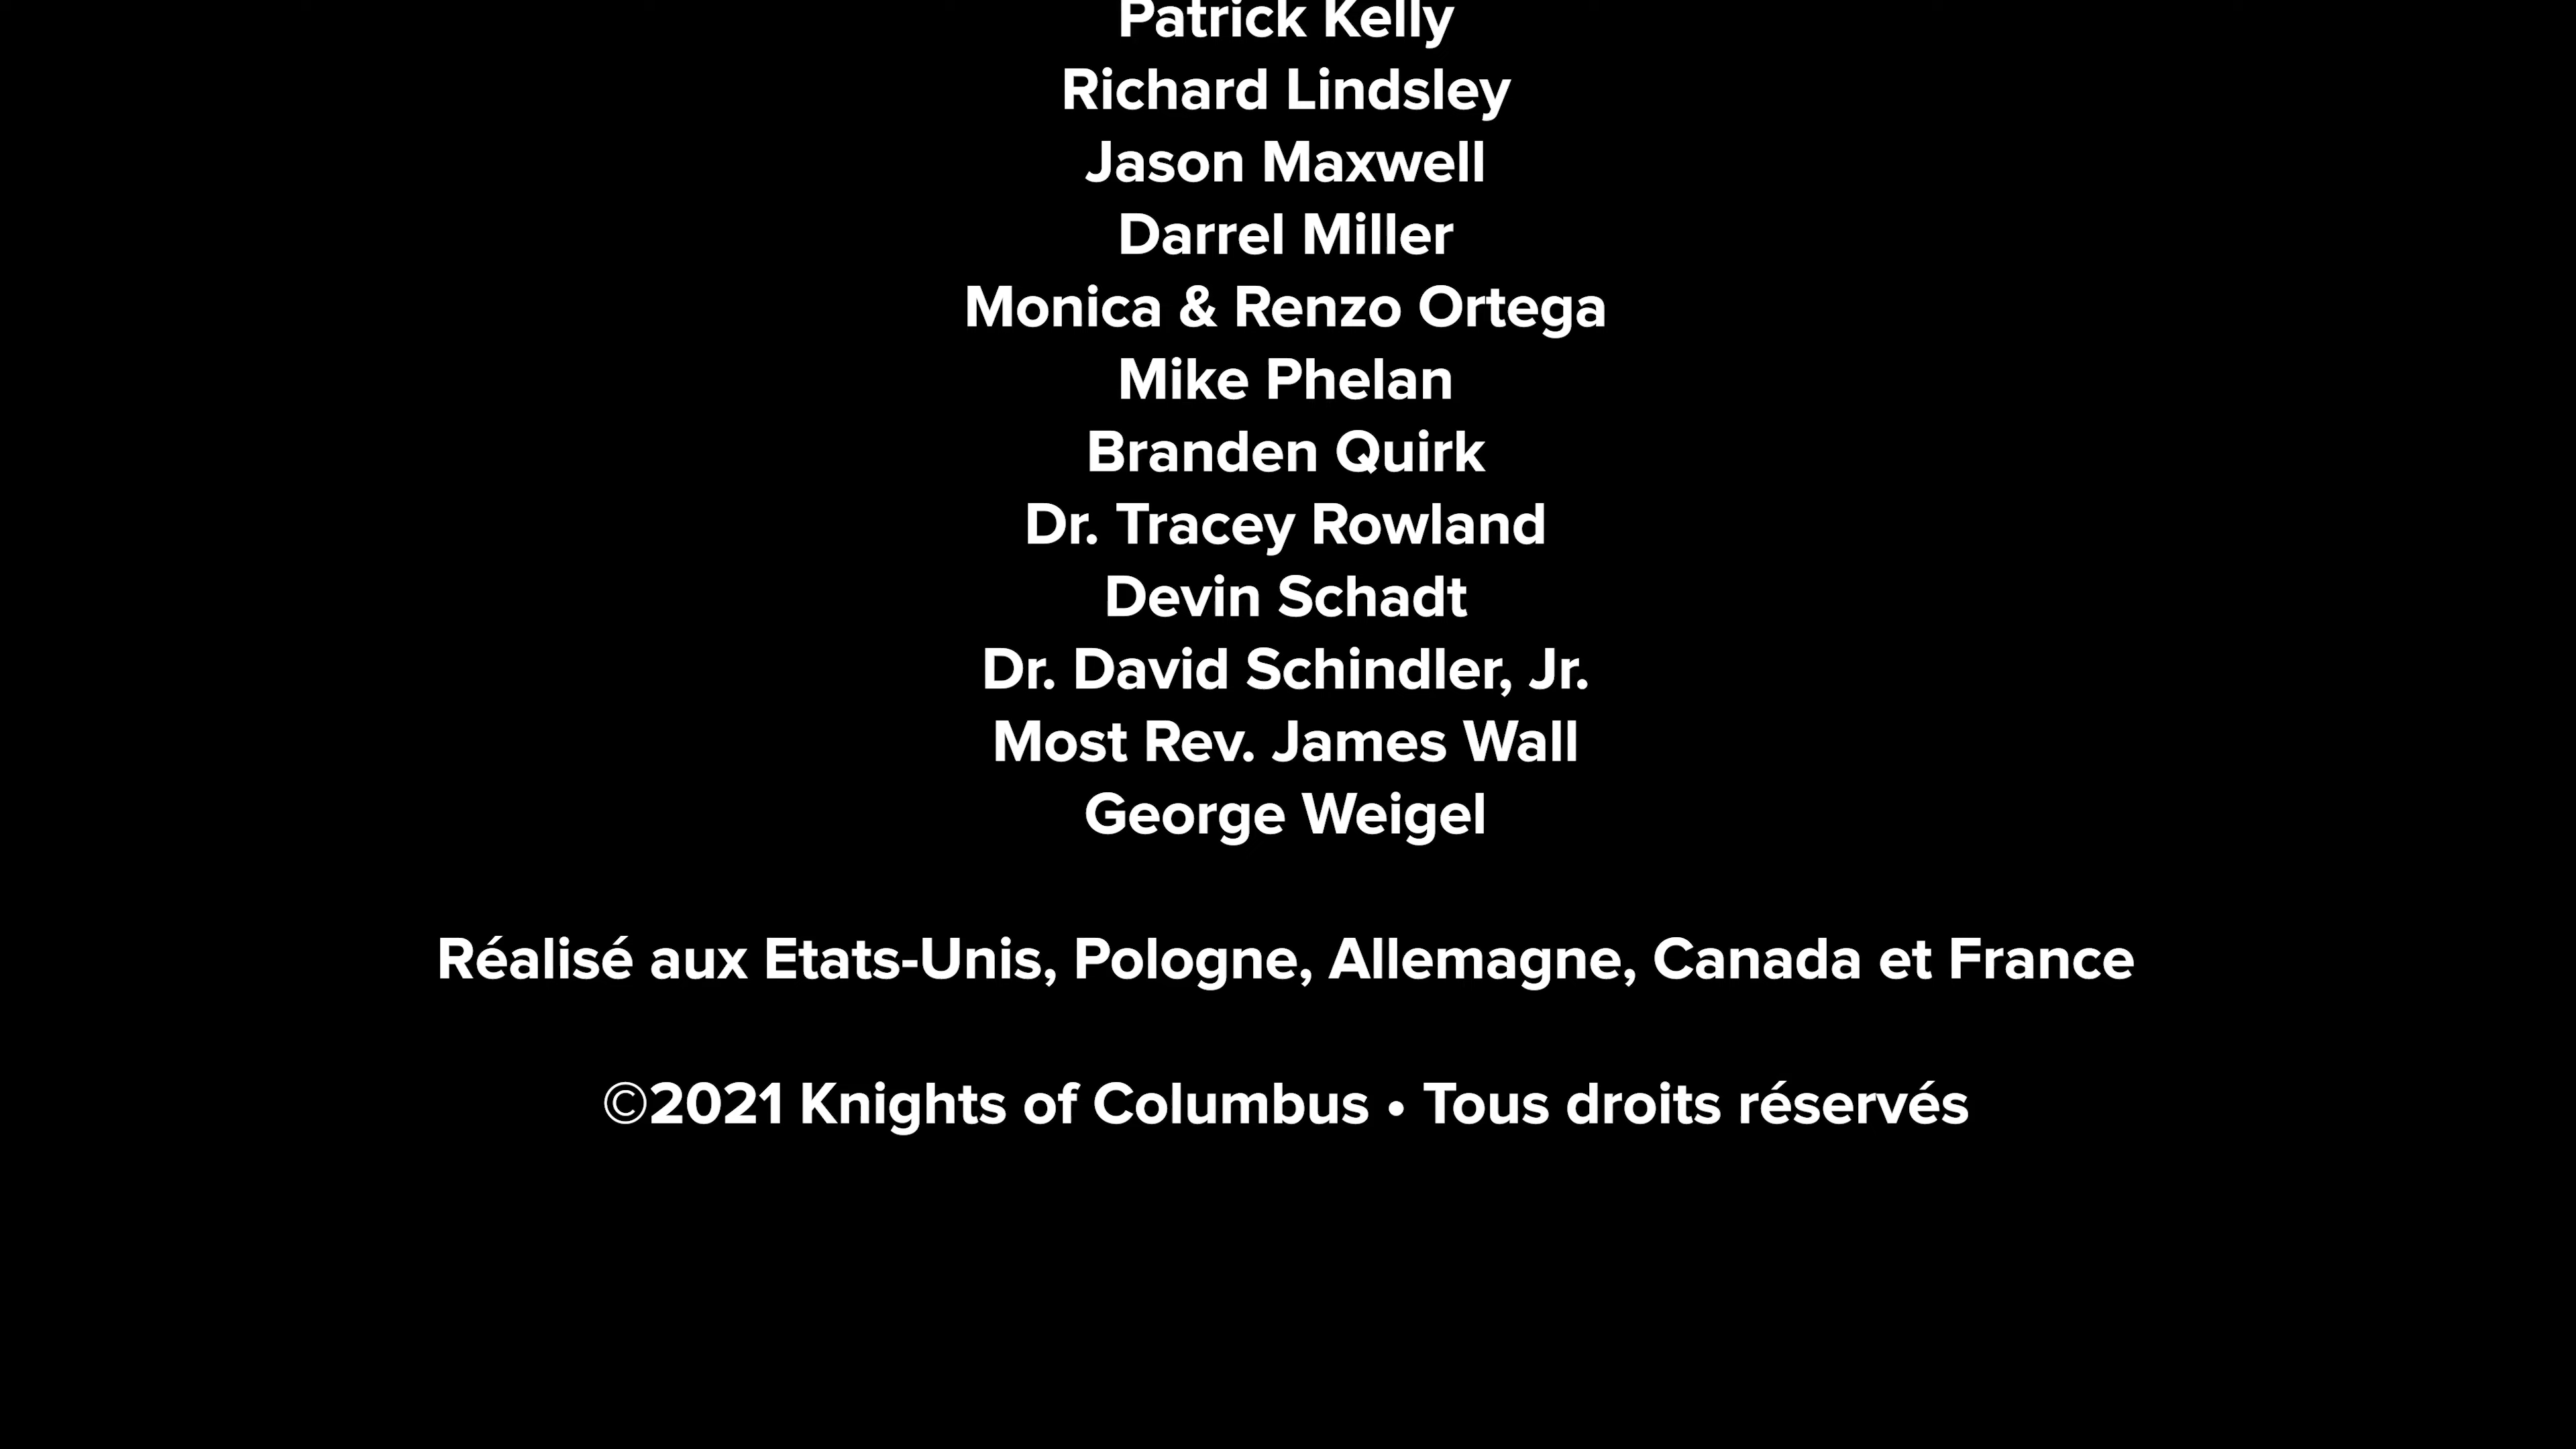 Patrick Kelly
Richard Lindsley
Jason Maxwell
Darrel Miller
Monica & Renzo Ortega
Mike Phelan
Branden Quirk
Dr. Tracey Rowland
Devin Schadt
Dr. David Schindler, Jr.
Most Rev. James Wall
George Weigel
Réalisé aux Etats-Unis, Pologne, Allemagne, Canada et France
©2021 Knights of Columbus • Tous droits réservés